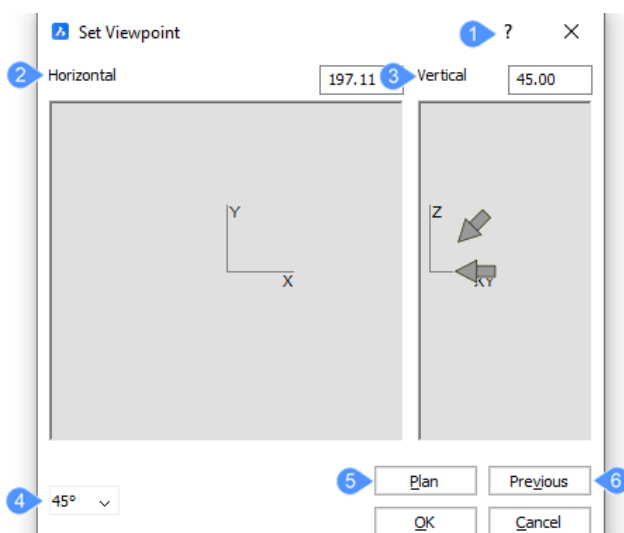 Set Viewpoint
1
?
2
Horizontal
197.11
3
Vertical
45.00
Y
X
Z
XY
4
45°
5
Plan
Previous
6
OK
Cancel